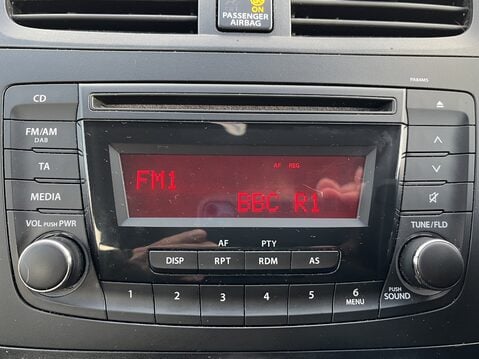 ON
PASSENGER
AIRBAG
PA84MS
CD
FM/AM
DAB
TA
MEDIA
VOL PUSH PWR
AF REG
FM1
BBC R1
TUNE/FLD
AF PTY
DISP RPT RDM AS
PUSH
SOUND
1 2 3 4 5 6
MENU